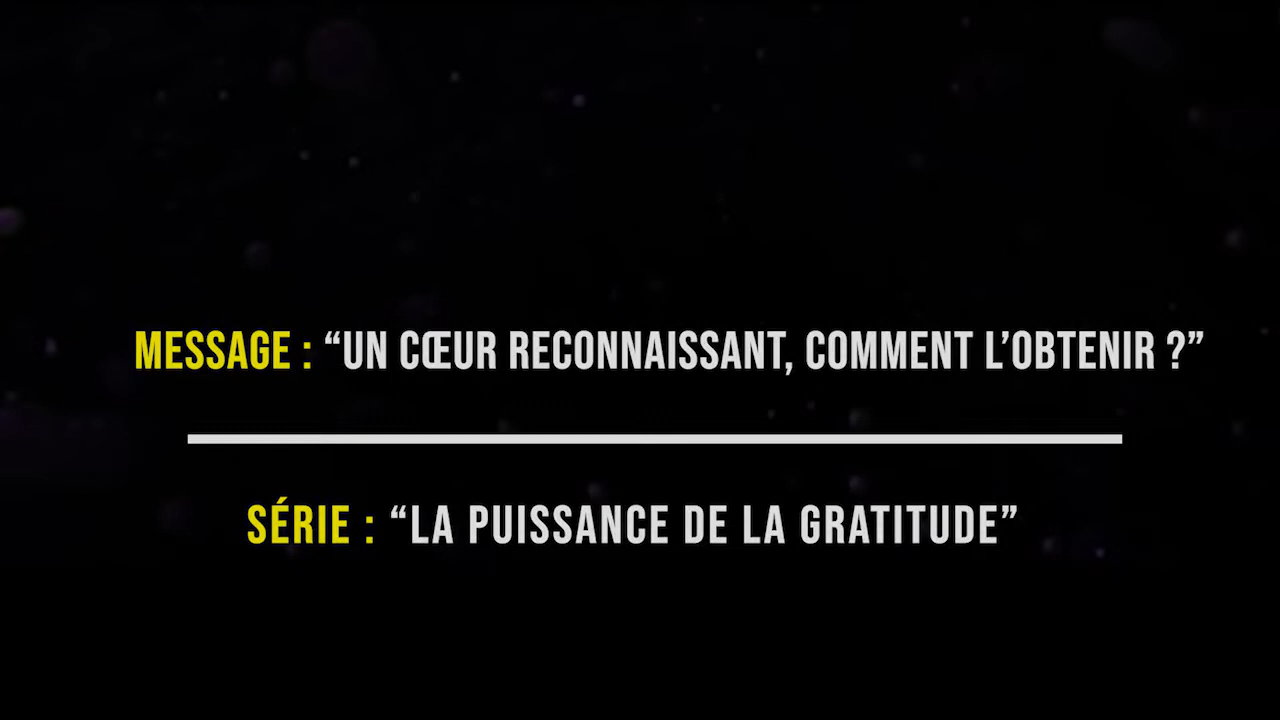 MESSAGE : “UN CŒUR RECONNAISSANT, COMMENT L’OBTENIR ?”
SÉRIE : “LA PUISSANCE DE LA GRATITUDE”